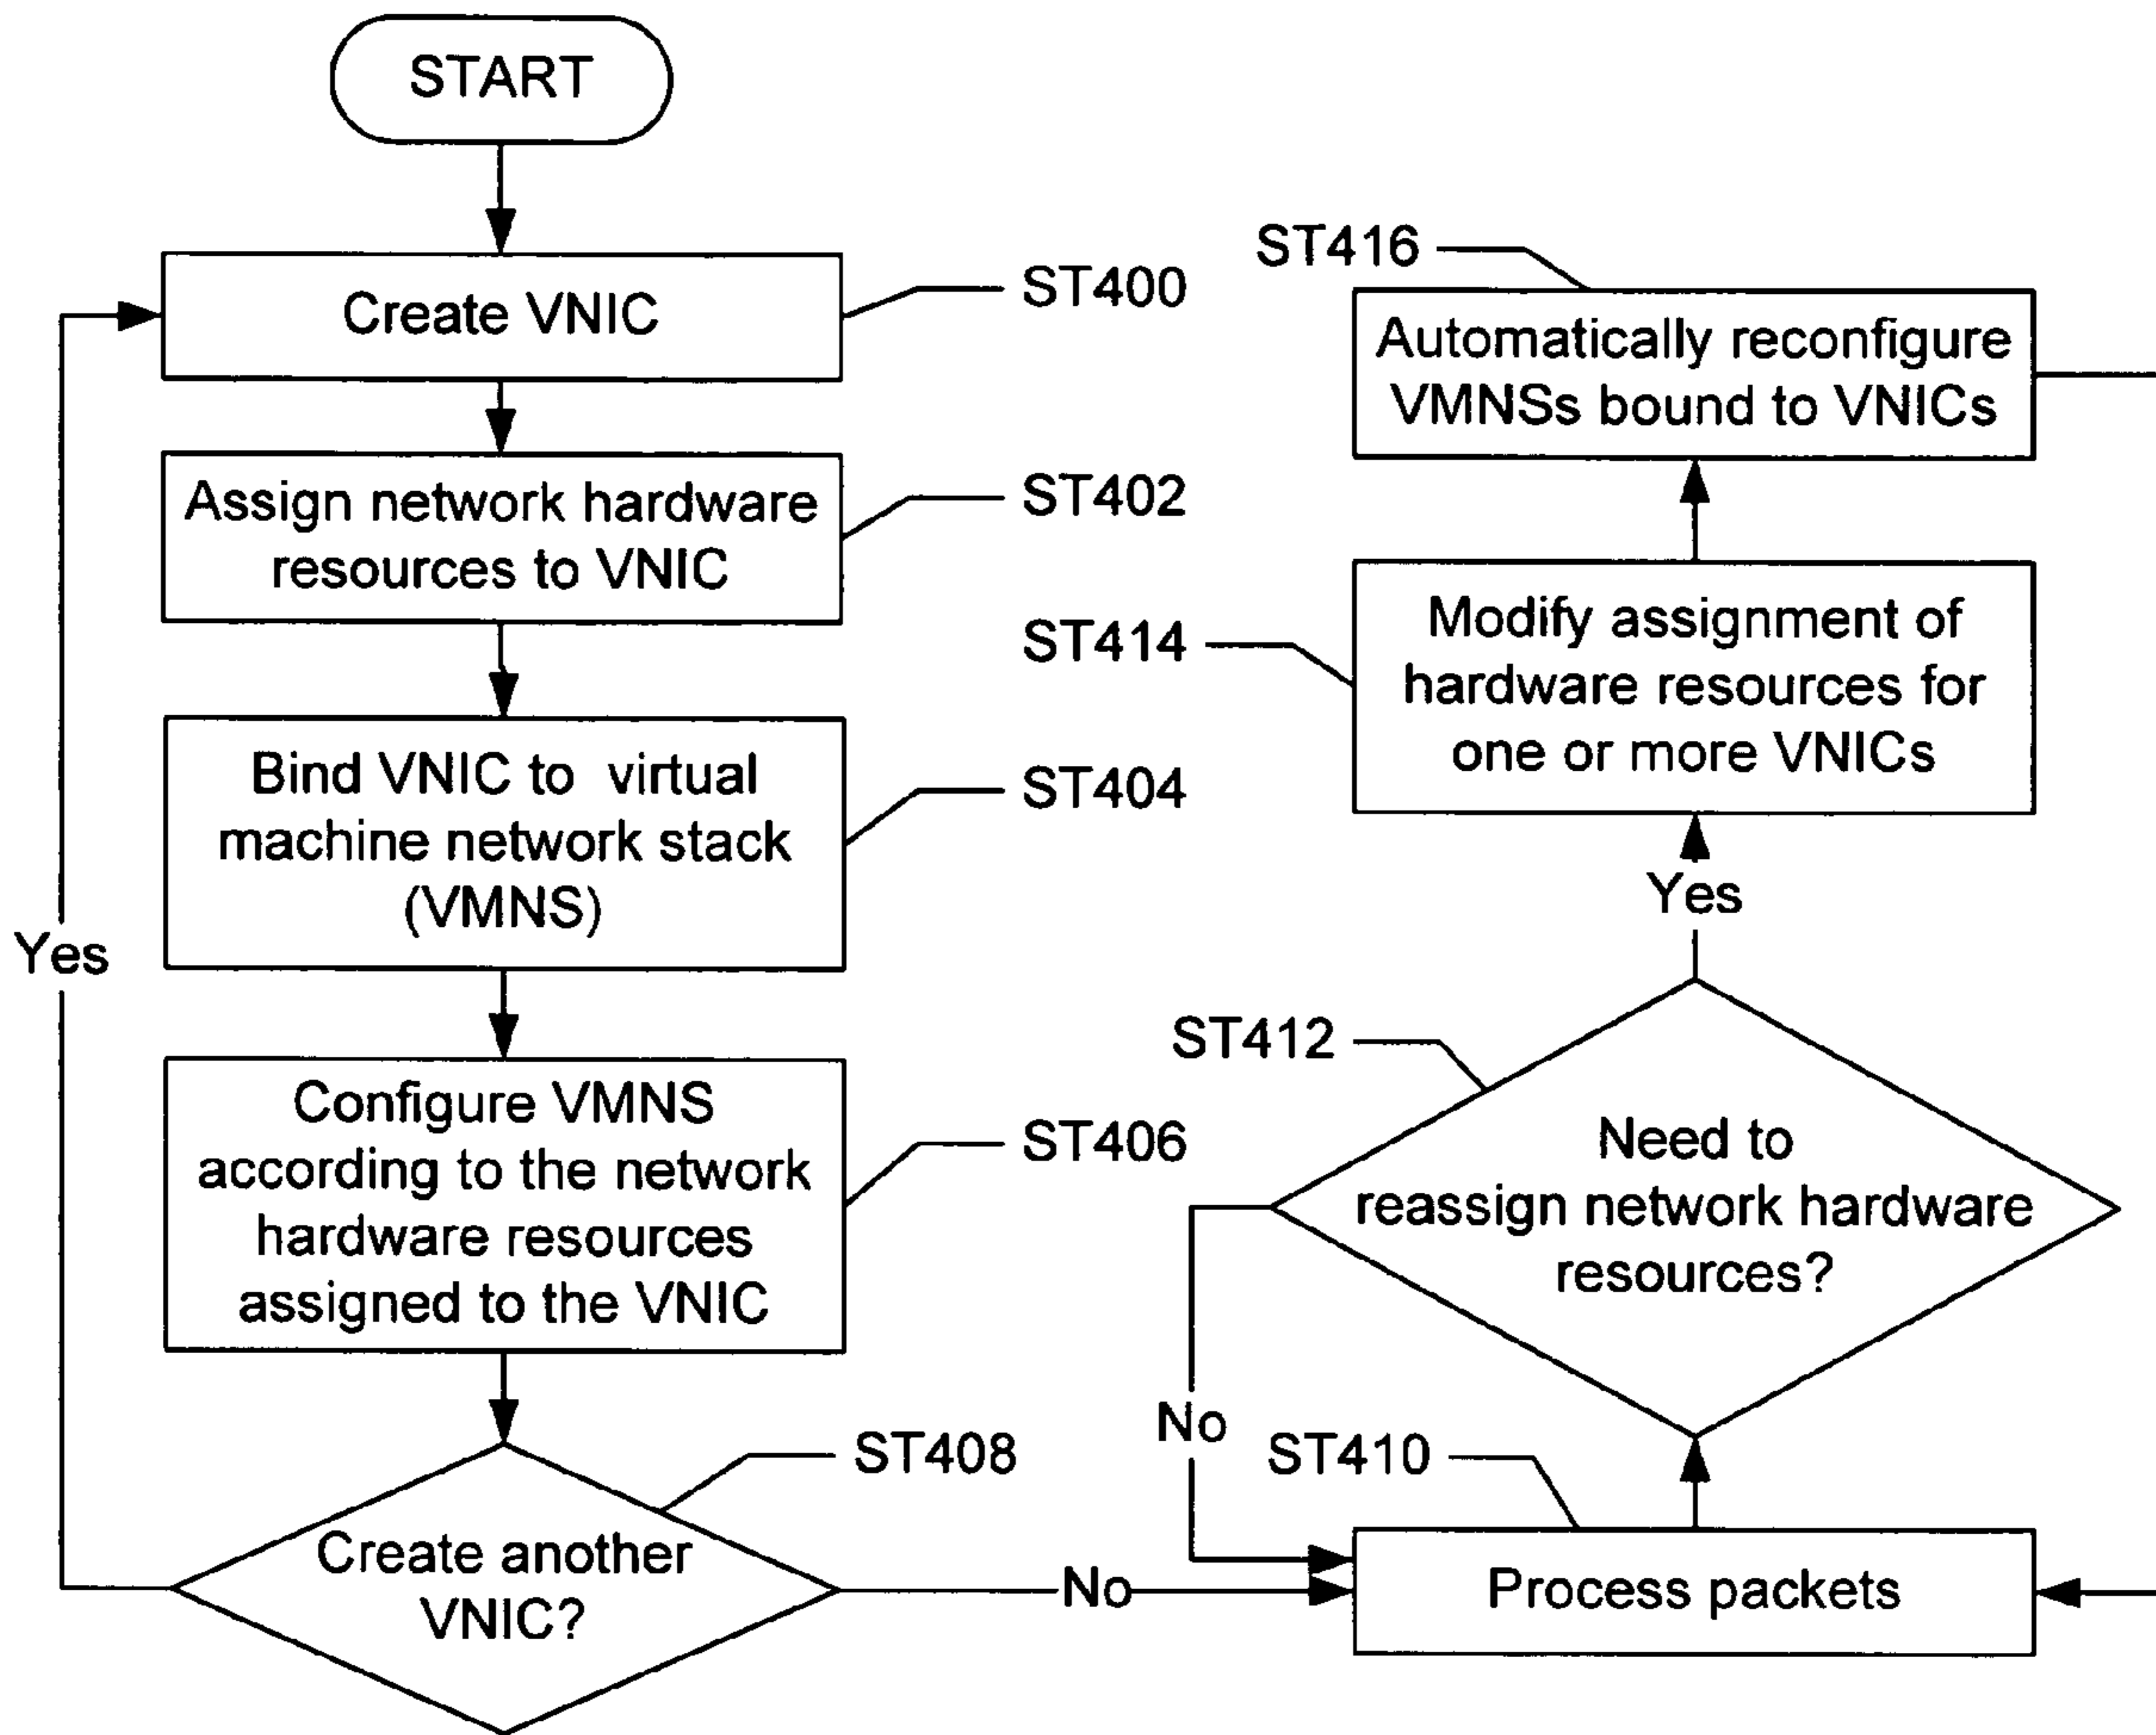 START
Create VNIC
ST400
Assign network hardware
resources to VNIC
ST402
Bind VNIC to virtual
machine network stack
(VMNS)
ST404
Yes
Configure VMNS
according to the network
hardware resources
assigned to the VNIC
ST406
Create another
VNIC?
ST408
No
ST416
Automatically reconfigure
VMNSs bound to VNICs
ST414
Modify assignment of
hardware resources for
one or more VNICs
Yes
ST412
Need to
reassign network hardware
resources?
No
ST410
Process packets